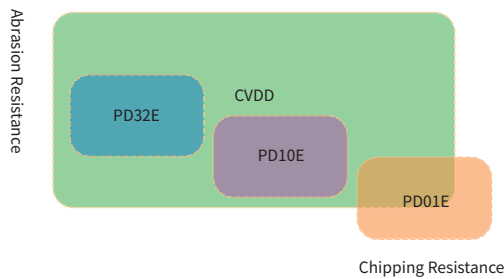 Abrasion Resistance
CVDD
PD32E
PD10E
PD01E
Chipping Resistance